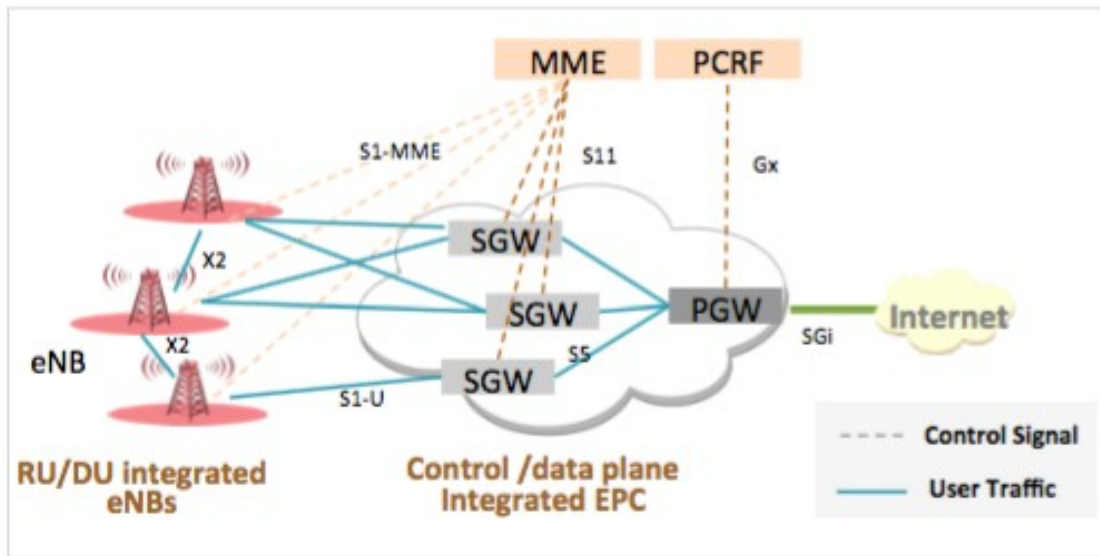 MME
PCRF
S1-MME
S11
Gx
SGW
X2
SGW
PGW
Internet
SGi
X2
eNB
S5
SGW
S1-U
RU/DU integrated
eNBs
Control /data plane
Integrated EPC
Control Signal
User Traffic